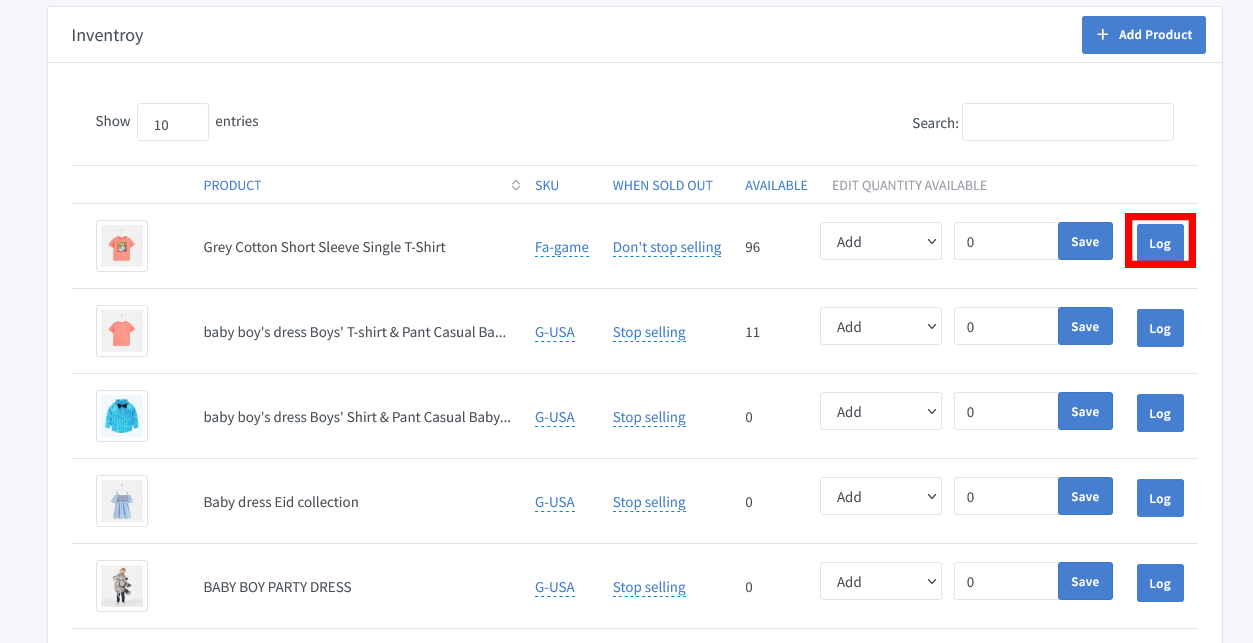 Inventroy
+ Add Product
Show 10 entries
Search:
PRODUCT SKU WHEN SOLD OUT AVAILABLE EDIT QUANTITY AVAILABLE
Grey Cotton Short Sleeve Single T-Shirt Fa-game Don't stop selling 96 Add 0 Save Log
baby boy's dress Boys' T-shirt & Pant Casual Ba... G-USA Stop selling 11 Add 0 Save Log
baby boy's dress Boys' Shirt & Pant Casual Baby... G-USA Stop selling 0 Add 0 Save Log
Baby dress Eid collection G-USA Stop selling 0 Add 0 Save Log
BABY BOY PARTY DRESS G-USA Stop selling 0 Add 0 Save Log